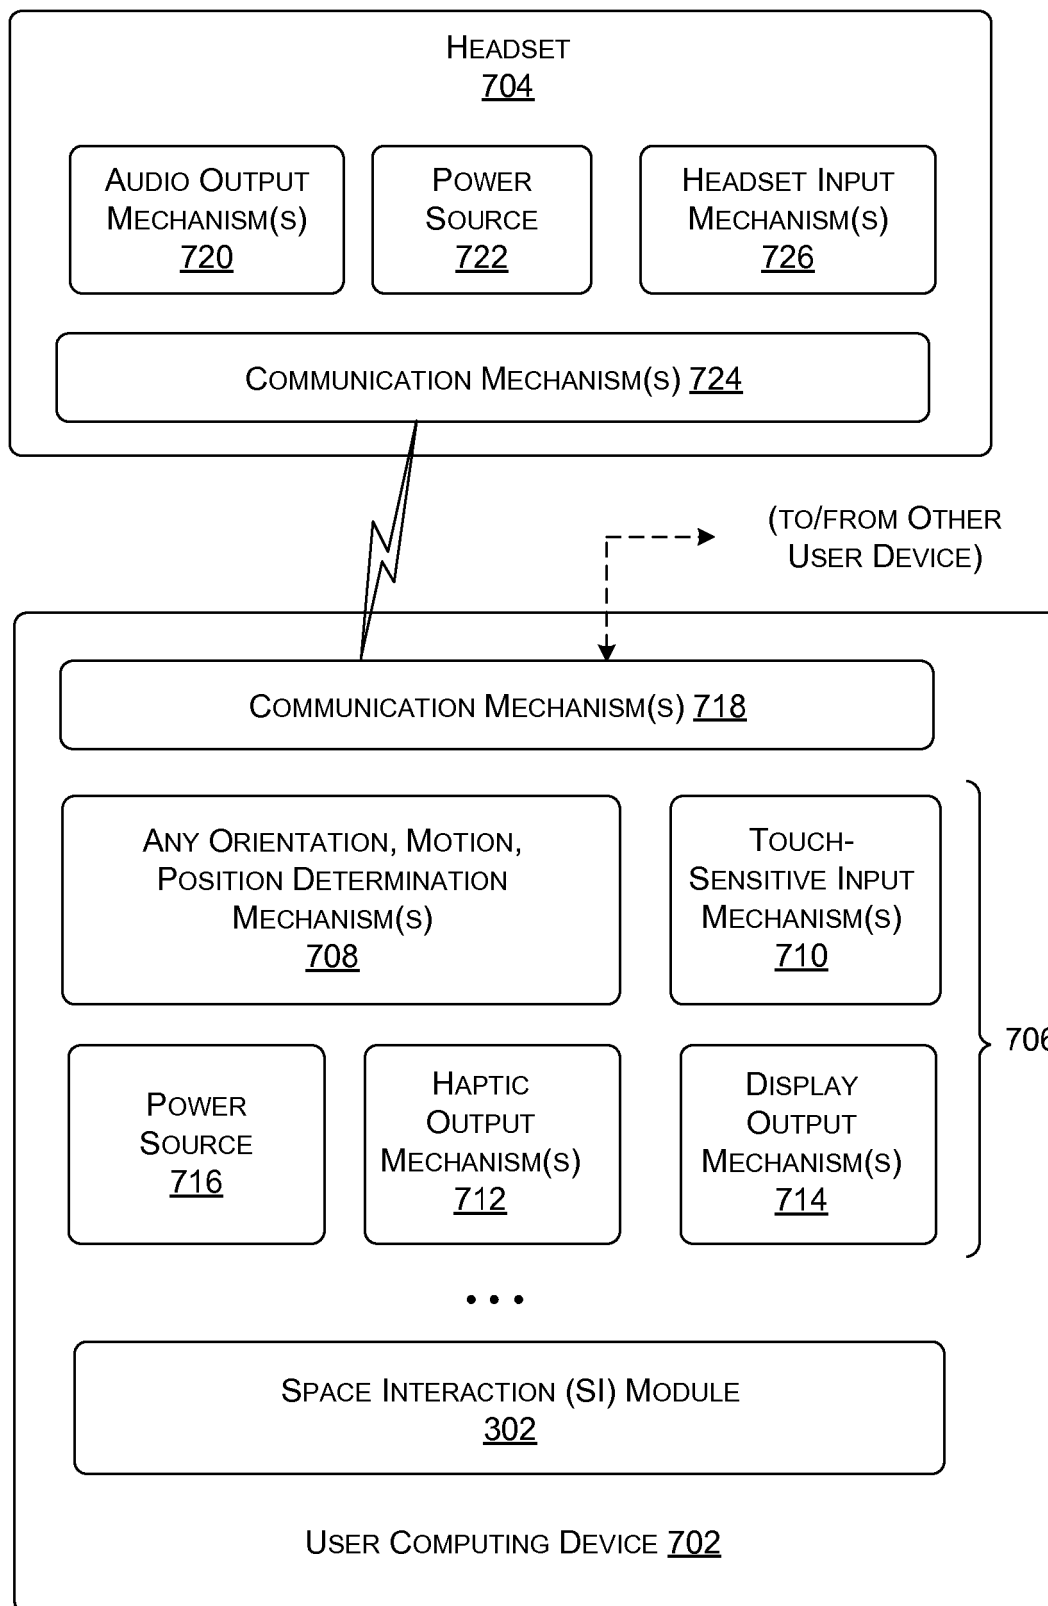 HEADSET
704
AUDIO OUTPUT
MECHANISM(S)
720
POWER
SOURCE
722
HEADSET INPUT
MECHANISM(S)
726
COMMUNICATION MECHANISM(S) 724
(TO/FROM OTHER
USER DEVICE)
COMMUNICATION MECHANISM(S) 718
ANY ORIENTATION, MOTION,
POSITION DETERMINATION
MECHANISM(S)
708
TOUCH-
SENSITIVE INPUT
MECHANISM(S)
710
706
POWER
SOURCE
716
HAPTIC
OUTPUT
MECHANISM(S)
712
DISPLAY
OUTPUT
MECHANISM(S)
714
• • •
SPACE INTERACTION (SI) MODULE
302
USER COMPUTING DEVICE 702